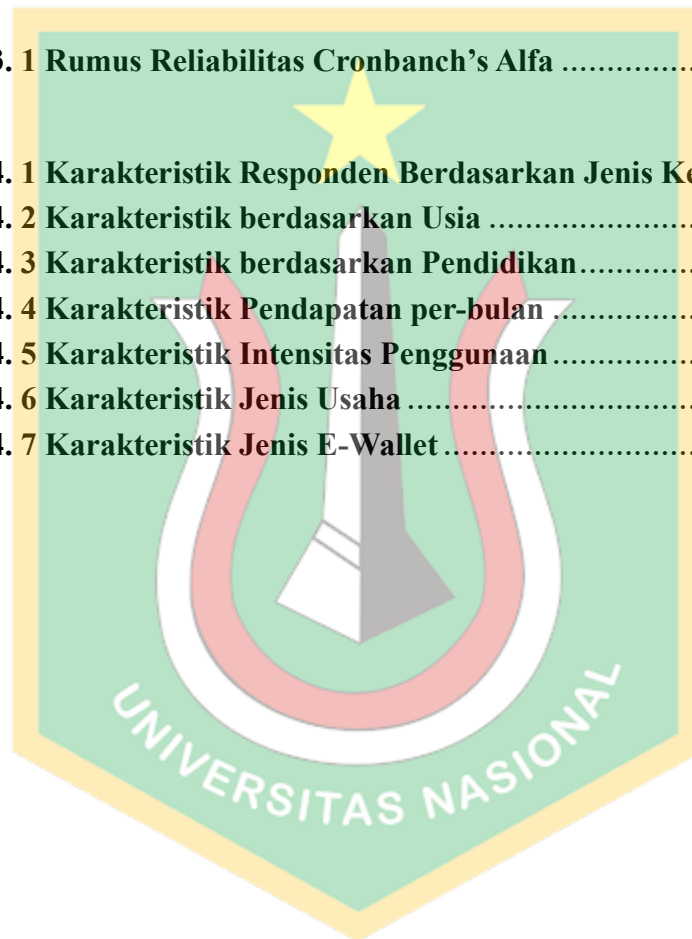 3. 1 Rumus Reliabilitas Cronbanch's Alfa ................
4. 1 Karakteristik Responden Berdasarkan Jenis
4. 2 Karakteristik berdasarkan Usia .........................
4. 3 Karakteristik berdasarkan Pendidikan..............
4. 4 Karakteristik Pendapatan per-bulan .................
4. 5 Karakteristik Intensitas Penggunaan .................
4. 6 Karakteristik Jenis Usaha ..................................
4. 7 Karakteristik Jenis E-Wallet .............................
UNIVERSITAS NASIONAL